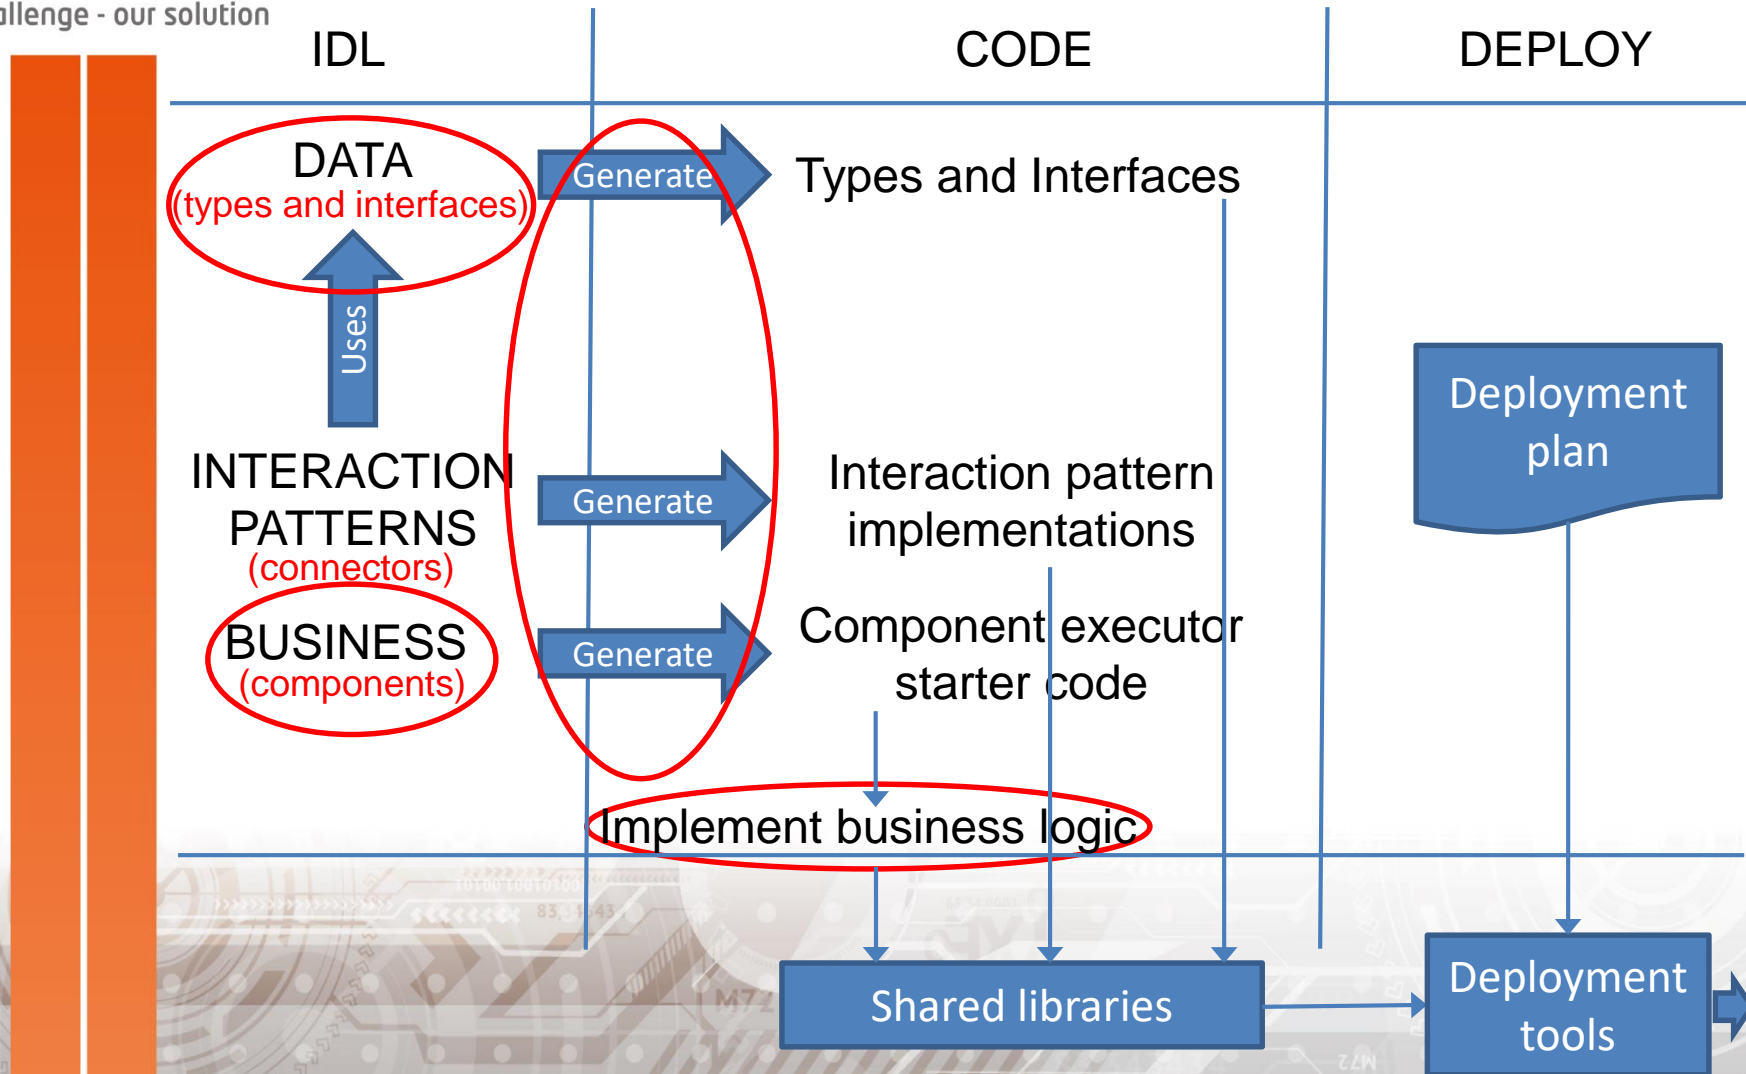 allenge - our solution
IDL
CODE
DEPLOY
DATA
(types and interfaces)
Generate
Types and Interfaces
Uses
Deployment
plan
INTERACTION
PATTERNS
(connectors)
Generate
Interaction pattern
implementations
BUSINESS
(components)
Generate
Component executor
starter code
Implement business logic
Shared libraries
Deployment
tools
M72
M72